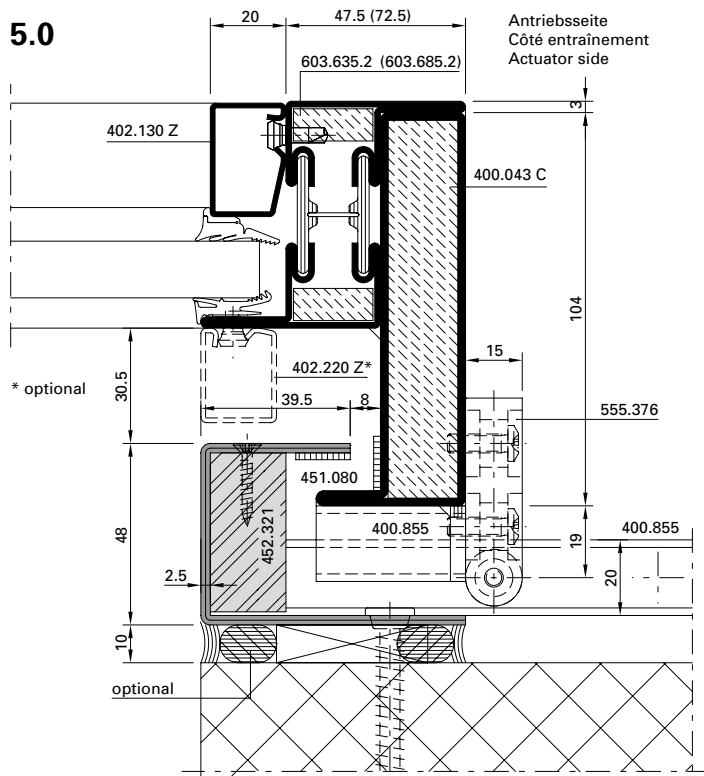 5.0
20
47.5 (72.5)
Antriebsseite
Côté entraînement
Actuator side
603.635.2 (603.685.2)
3
402.130 Z
400.043 C
104
15
* optional
30.5
402.220 Z*
39.5
8
555.376
451.080
48
452.321
400.855
400.855
19
2.5
20
10
optional